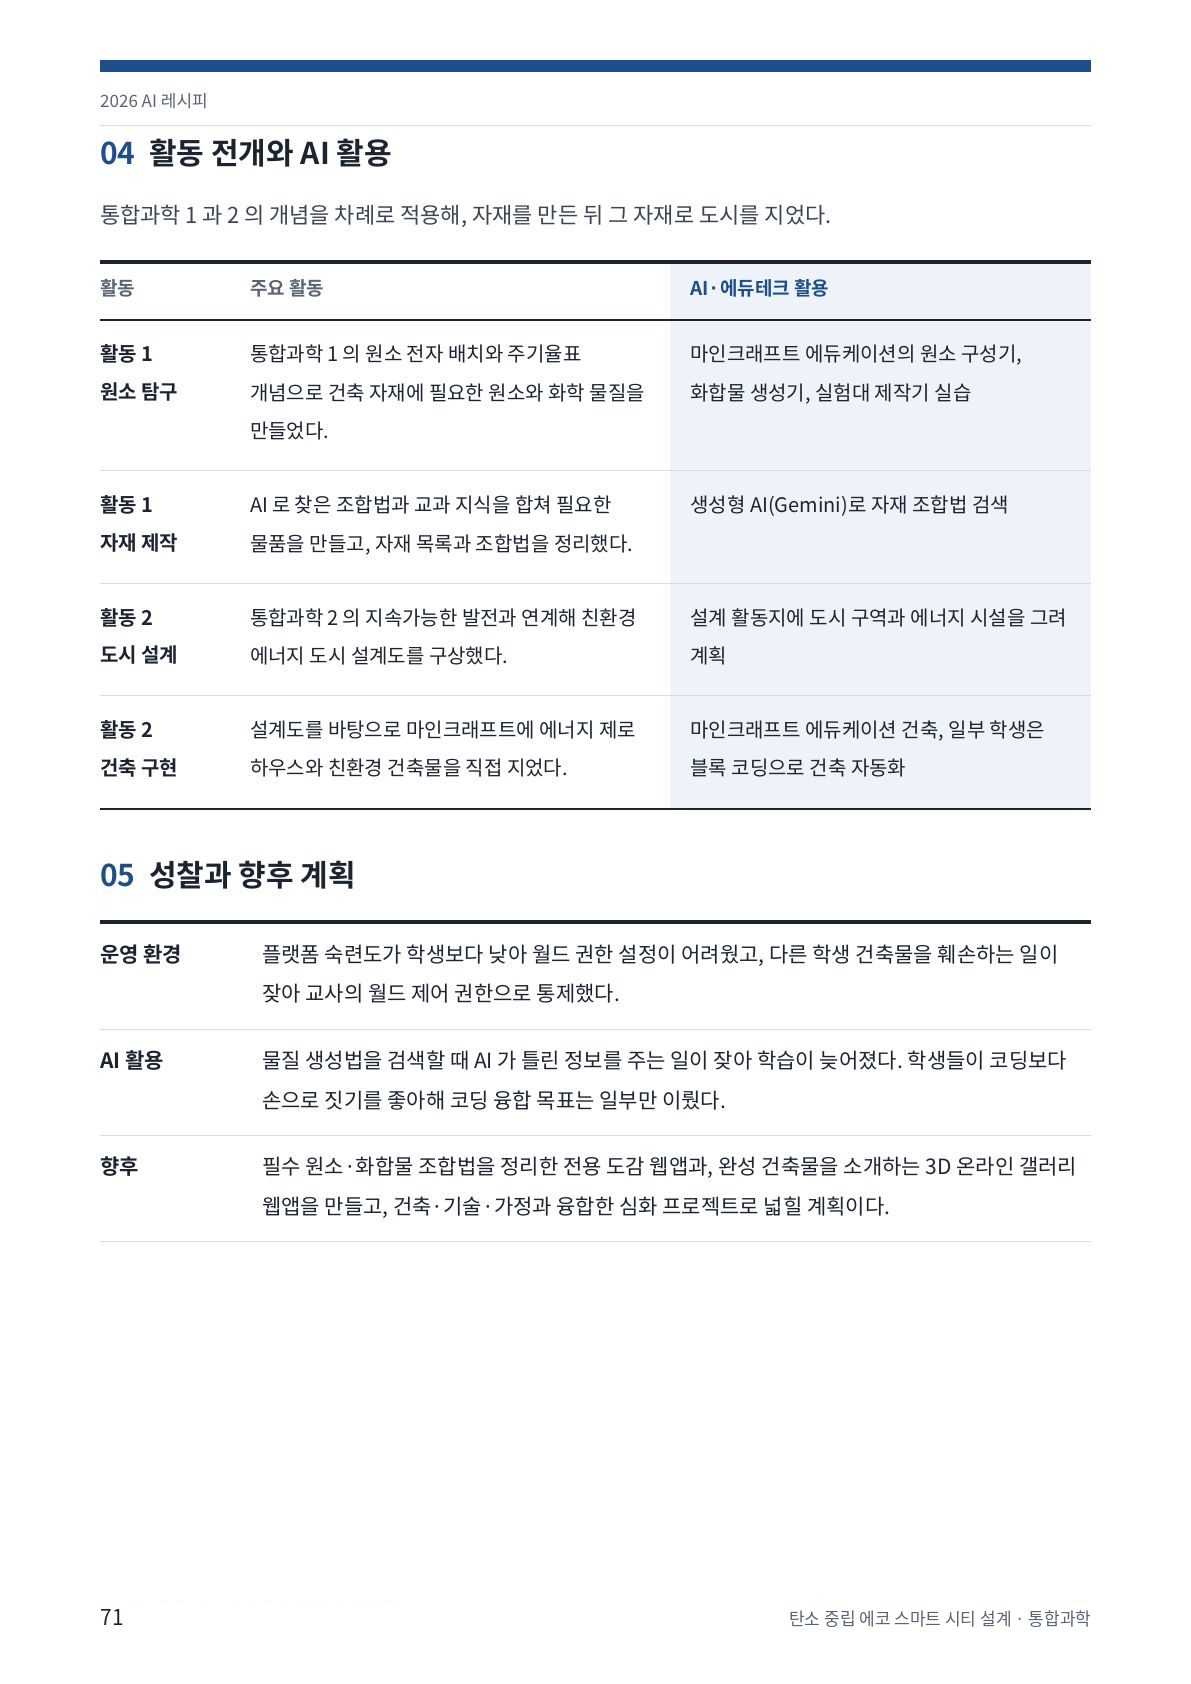 2026 AI 레시피
04 활동 전개와 AI 활용
통합과학 1 과 2 의 개념을 차례로 적용해, 자재를 만든 뒤 그 자재로 도시를 지었다.
활동 주요 활동 AI·에듀테크 활용
활동 1 통합과학 1 의 원소 전자 배치와 주기율표 마인크래프트 에듀케이션의 원소 구성기,
원소 탐구 개념으로 건축 자재에 필요한 원소와 화학 물질을 화합물 생성기, 실험대 제작기 실습
만들었다.
활동 1 AI 로 찾은 조합법과 교과 지식을 합쳐 필요한 생성형 AI(Gemini)로 자재 조합법 검색
자재 제작 물품을 만들고, 자재 목록과 조합법을 정리했다.
활동 2 통합과학 2 의 지속가능한 발전과 연계해 친환경 설계 활동지에 도시 구역과 에너지 시설을 그려
도시 설계 에너지 도시 설계도를 구상했다. 계획
활동 2 설계도를 바탕으로 마인크래프트에 에너지 제로 마인크래프트 에듀케이션 건축, 일부 학생은
건축 구현 하우스와 친환경 건축물을 직접 지었다. 블록 코딩으로 건축 자동화
05 성찰과 향후 계획
운영 환경 플랫폼 숙련도가 학생보다 낮아 월드 권한 설정이 어려웠고, 다른 학생 건축물을 훼손하는 일이
잦아 교사의 월드 제어 권한으로 통제했다.
AI 활용 물질 생성법을 검색할 때 AI 가 틀린 정보를 주는 일이 잦아 학습이 늦어졌다. 학생들이 코딩보다
손으로 짓기를 좋아해 코딩 융합 목표는 일부만 이뤘다.
향후 필수 원소·화합물 조합법을 정리한 전용 도감 웹앱과, 완성 건축물을 소개하는 3D 온라인 갤러리
웹앱을 만들고, 건축·기술·가정과 융합한 심화 프로젝트로 넓힐 계획이다.
71 탄소 중립 에코 스마트 시티 설계 · 통합과학